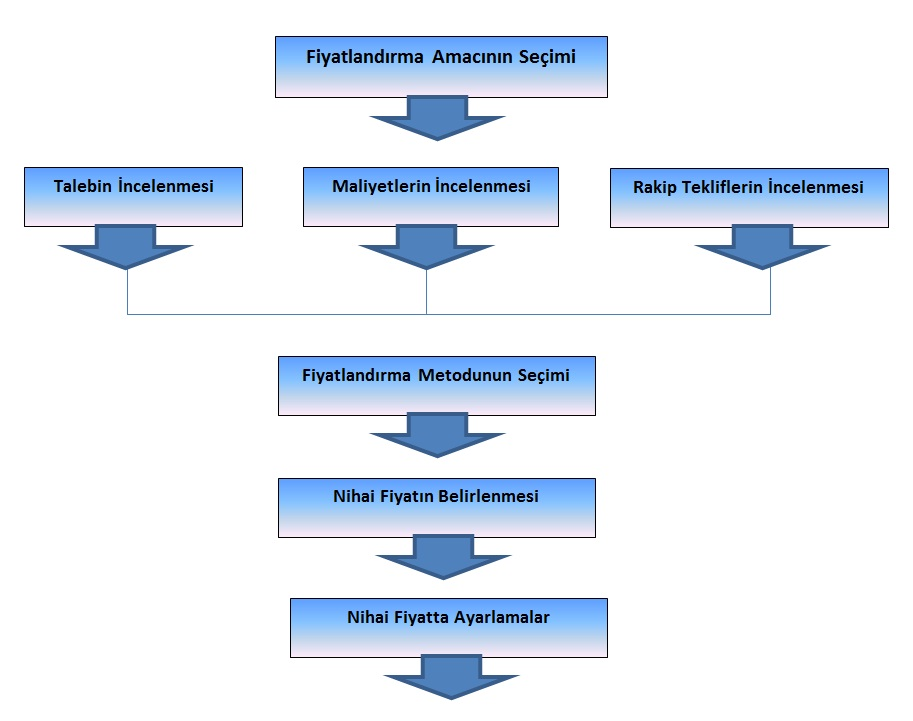 Fiyatlandırma Amacının Seçimi
Talebin İncelenmesi
Maliyetlerin İncelenmesi
Rakip Tekliflerin İncelenmesi
Fiyatlandırma Metodunun Seçimi
Nihai Fiyatın Belirlenmesi
Nihai Fiyatta Ayarlamalar